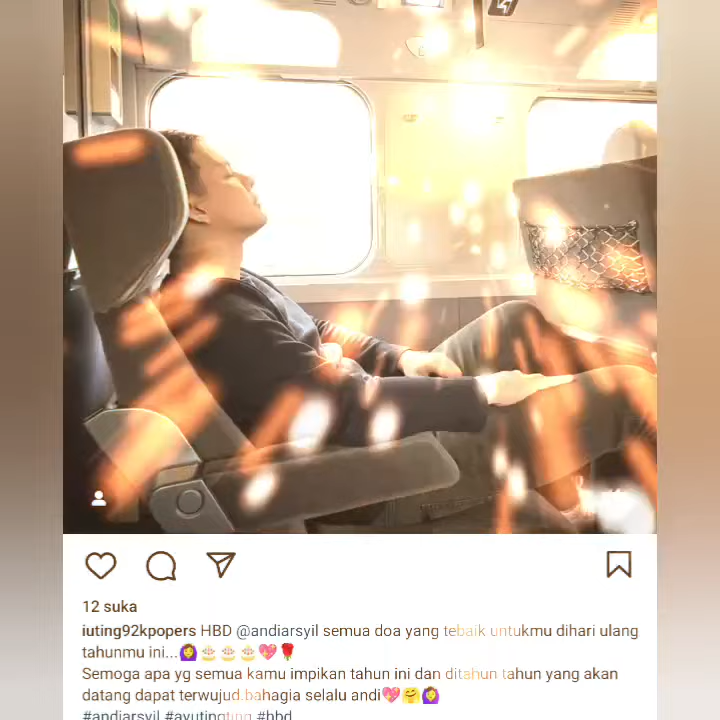 12 suka
iuting92kpopers HBD @andiarsyil semua doa yang tebaik untukmu dihari ulang
tahunmu ini...🙆‍♀️🎂🎂🎂💖🌹
Semoga apa yg semua kamu impikan tahun ini dan ditahun tahun yang akan
datang dapat terwujud.bahagia selalu andi💖🤗🙆‍♀️
#andiarsyil #ayutingting #hbd